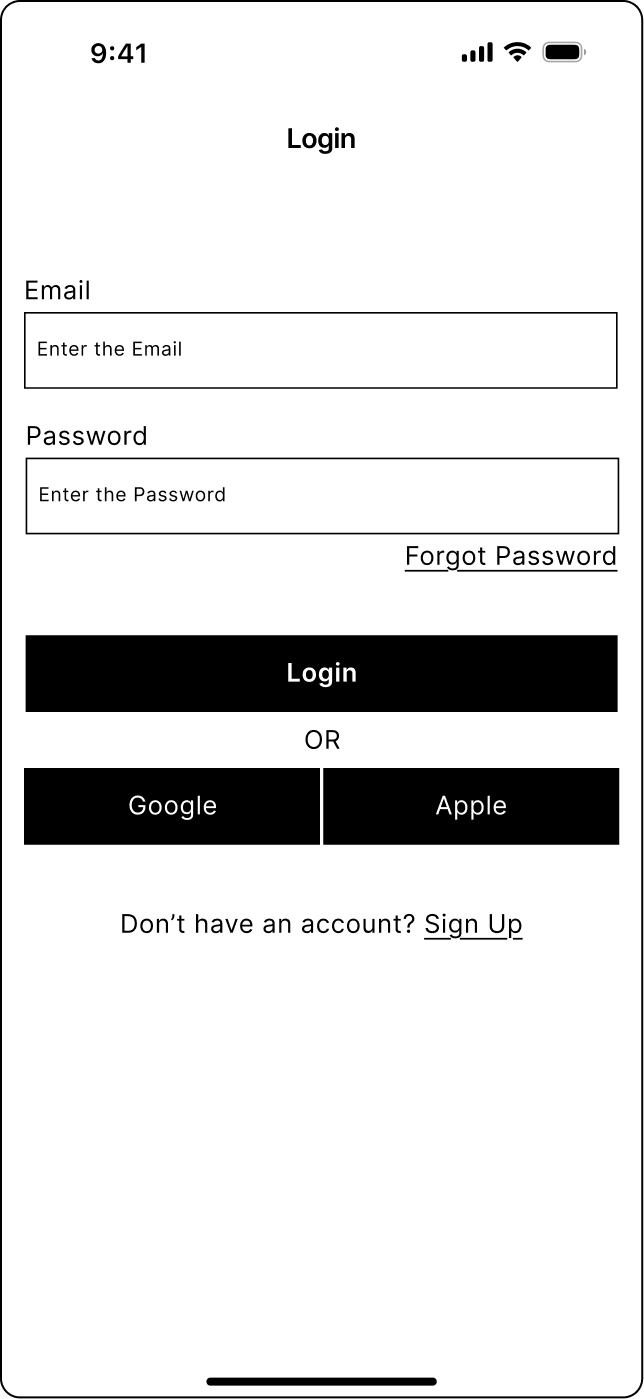 9:41
Login
Email
Enter the Email
Password
Enter the Password
Forgot Password
Login
OR
Google Apple
Don’t have an account? Sign Up